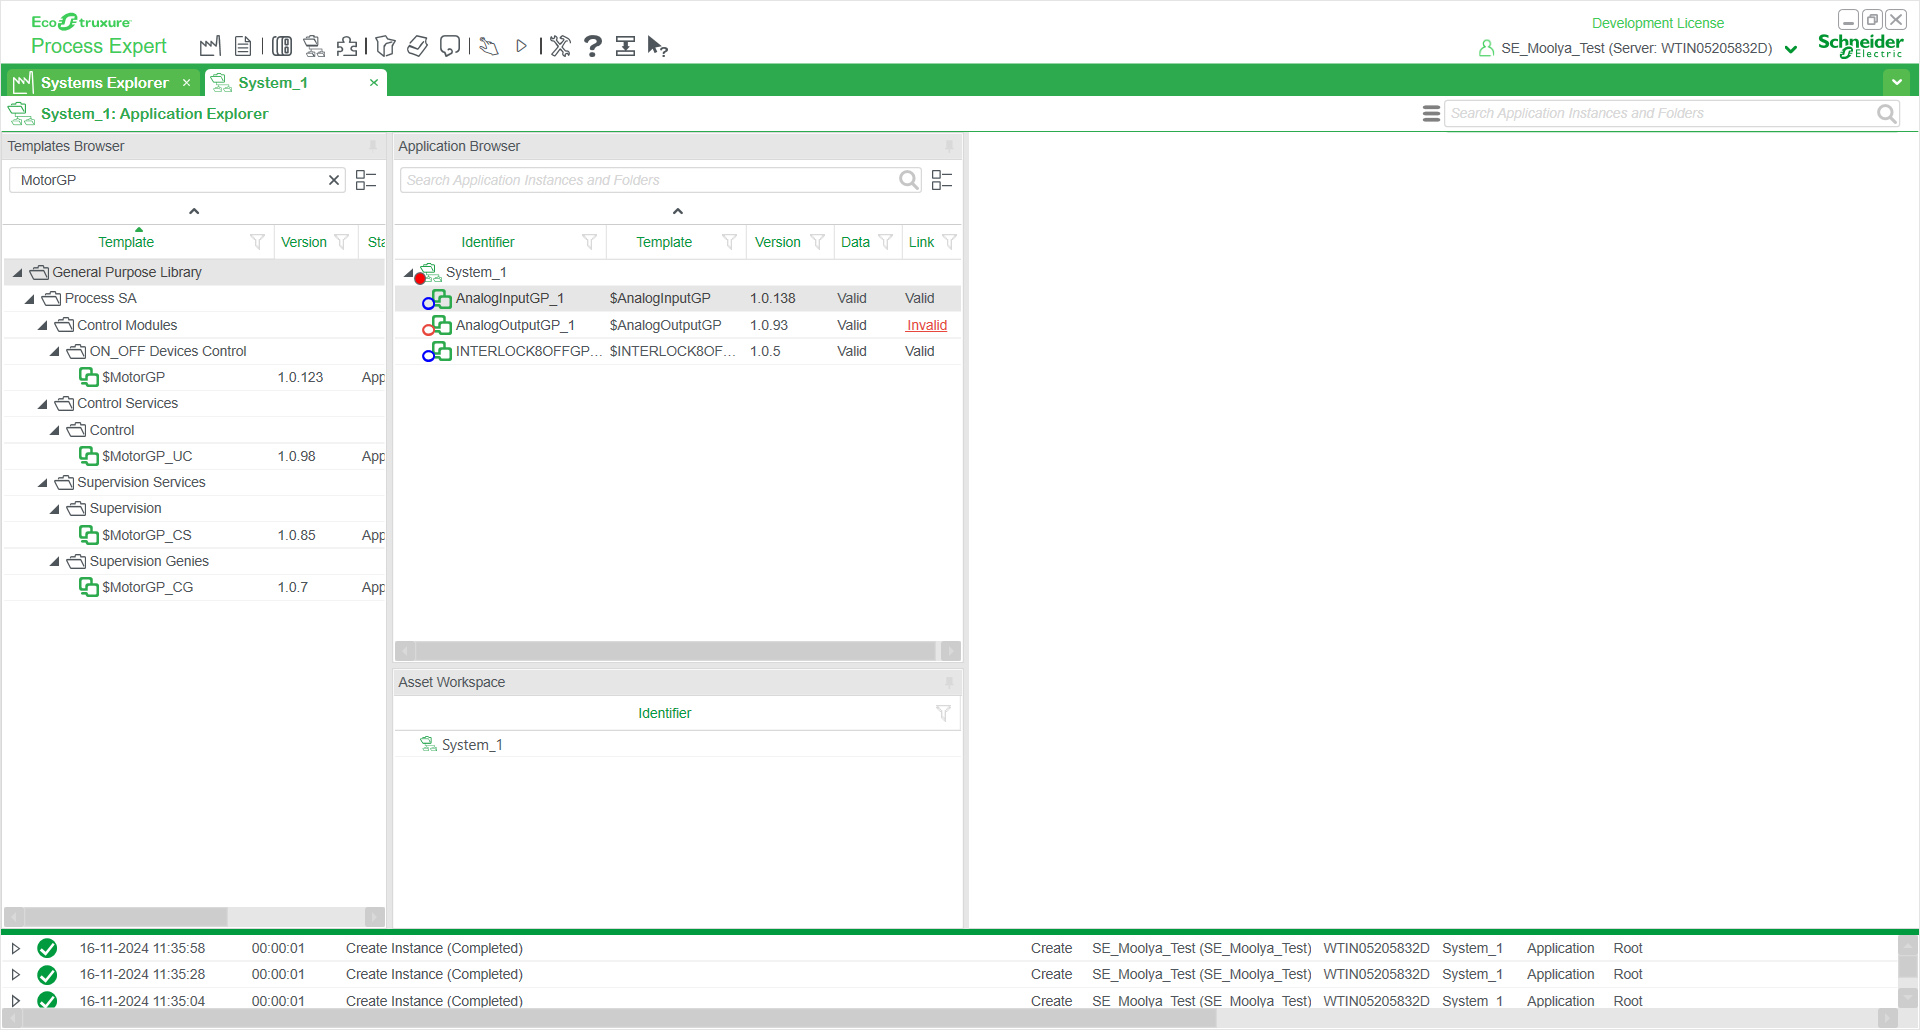 EcoStruxure
Development License
Process Expert
SE_Moolya_Test (Server: WTIN05205832D)
Schneider
Electric
Systems Explorer
System_1
System_1: Application Explorer
Search Application Instances and Folders
Templates Browser
MotorGP
Template Version Sta
General Purpose Library
Process SA
Control Modules
ON_OFF Devices Control
$MotorGP 1.0.123 App
Control Services
Control
$MotorGP_UC 1.0.98 App
Supervision Services
Supervision
$MotorGP_CS 1.0.85 App
Supervision Genies
$MotorGP_CG 1.0.7 App
Application Browser
Search Application Instances and Folders
Identifier Template Version Data Link
System_1
AnalogInputGP_1 $AnalogInputGP 1.0.138 Valid Valid
AnalogOutputGP_1 $AnalogOutputGP 1.0.93 Valid Invalid
INTERLOCK8OFFGP... $INTERLOCK8OF... 1.0.5 Valid Valid
Asset Workspace
Identifier
System_1
16-11-2024 11:35:58 00:00:01 Create Instance (Completed) Create SE_Moolya_Test (SE_Moolya_Test) WTIN05205832D System_1 Application Root
16-11-2024 11:35:28 00:00:01 Create Instance (Completed) Create SE_Moolya_Test (SE_Moolya_Test) WTIN05205832D System_1 Application Root
16-11-2024 11:35:04 00:00:01 Create Instance (Completed) Create SE_Moolya_Test (SE_Moolya_Test) WTIN05205832D System_1 Application Root